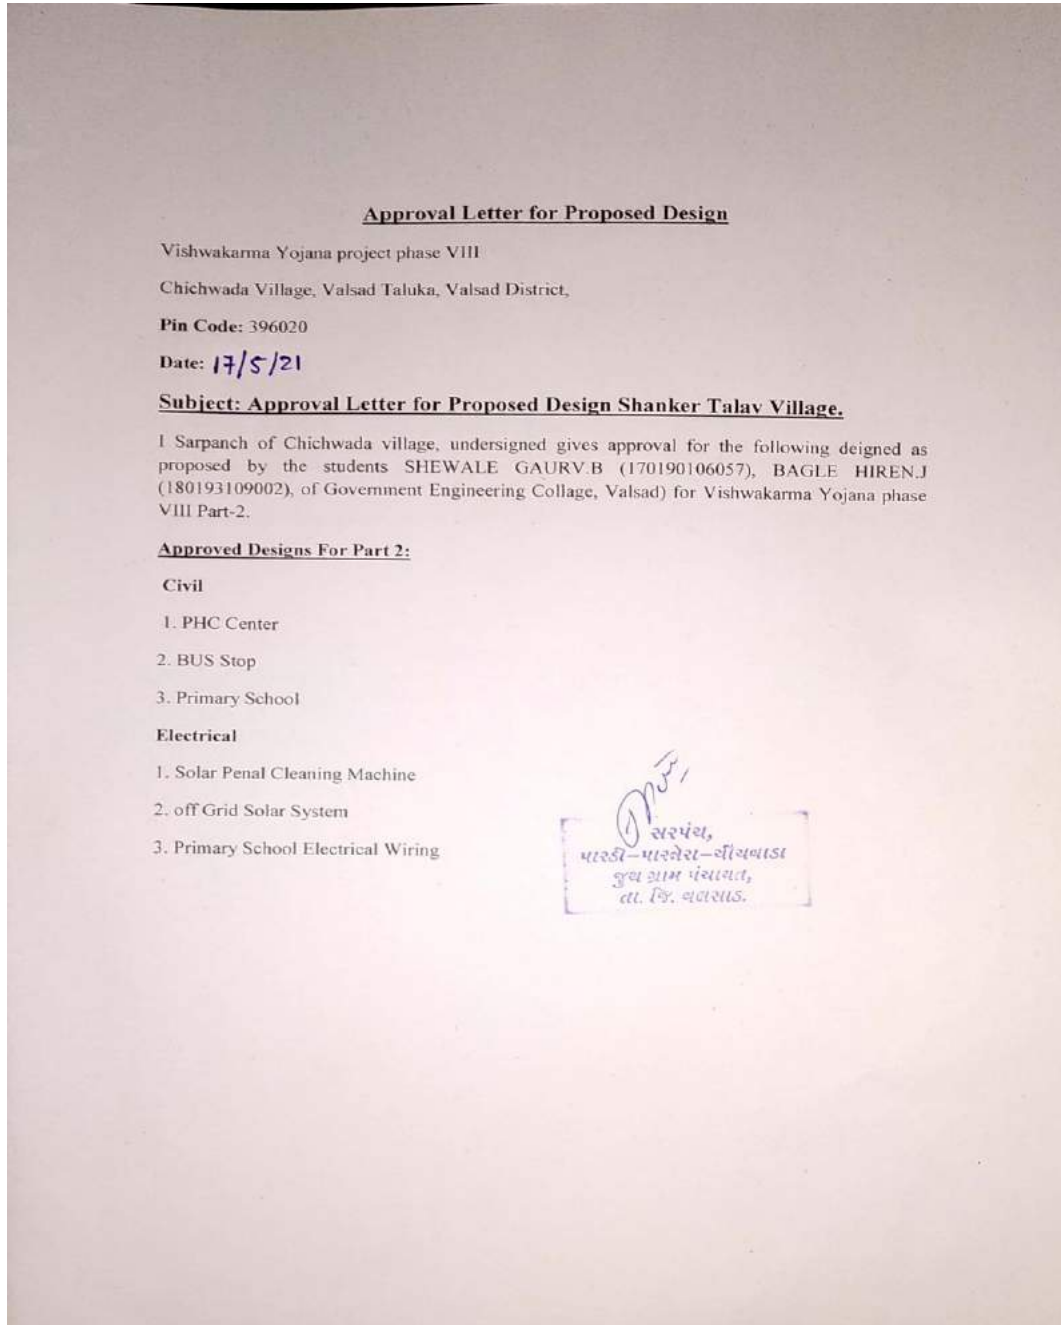 Approval Letter for Proposed Design
Vishwakarma Yojana project phase VIII
Chichwada Village, Valsad Taluka, Valsad District,
Pin Code: 396020
Date: 17/5/21
Subject: Approval Letter for Proposed Design Shanker Talav Village.
I Sarpanch of Chichwada village, undersigned gives approval for the following deigned as
proposed by the students SHEWALE GAURV.B (170190106057), BAGLE HIREN.J
(180193109002), of Government Engineering Collage, Valsad) for Vishwakarma Yojana phase
VIII Part-2.
Approved Designs For Part 2:
Civil
1. PHC Center
2. BUS Stop
3. Primary School
Electrical
1. Solar Penal Cleaning Machine
2. off Grid Solar System
3. Primary School Electrical Wiring
સરપંચ,
પારડી-પારનેરા-ચીચવાડા
જુથ ગ્રામ પંચાયત,
તા. જિ. વલસાડ.